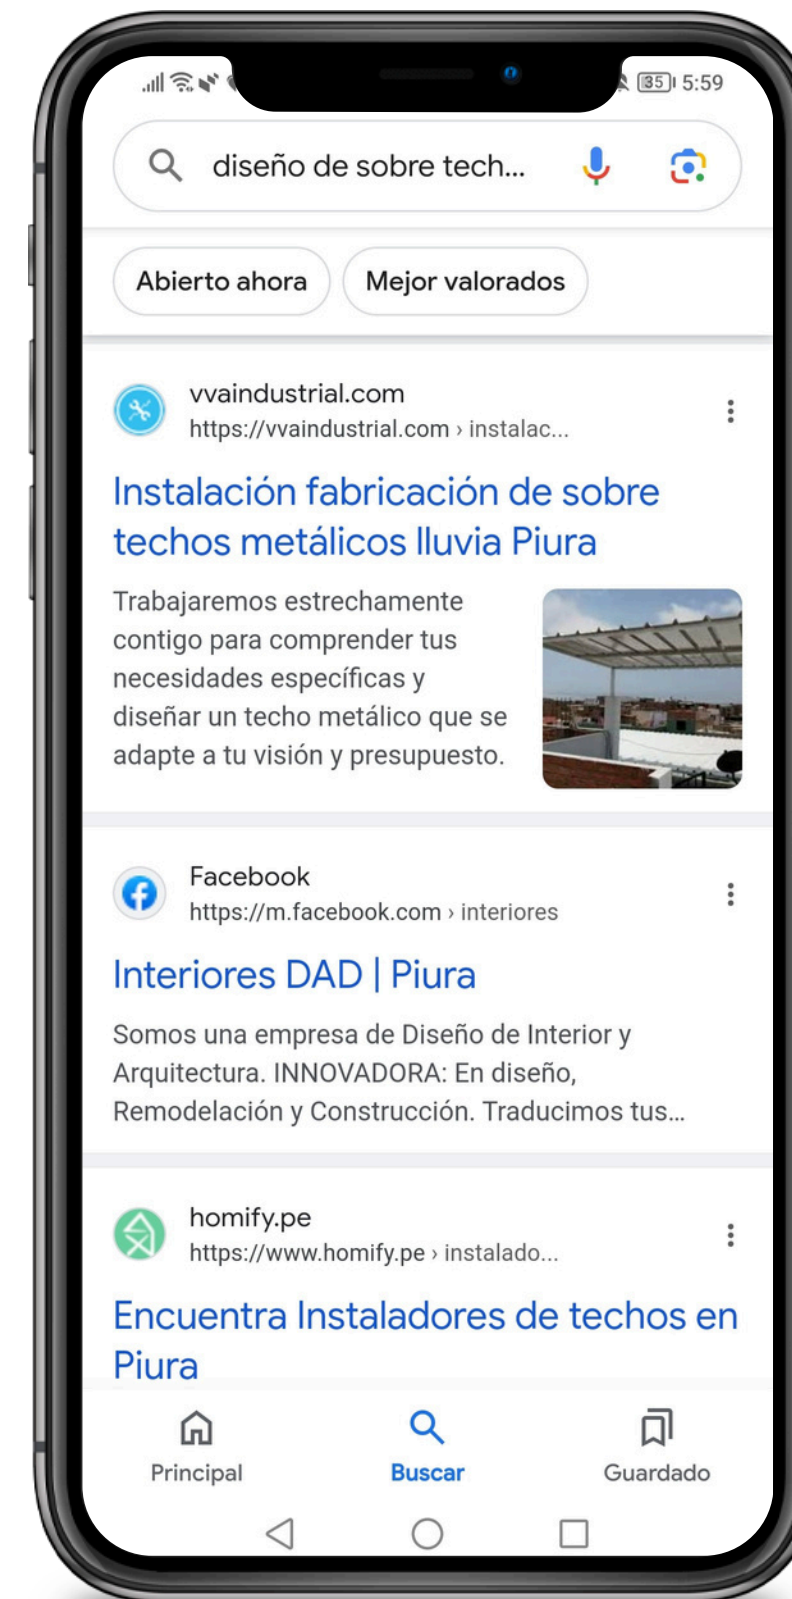 35 5:59
diseño de sobre tech...
Abierto ahora Mejor valorados
vvaindustrial.com
https://vvaindustrial.com › instalac...
Instalación fabricación de sobre
techos metálicos lluvia Piura
Trabajaremos estrechamente
contigo para comprender tus
necesidades específicas y
diseñar un techo metálico que se
adapte a tu visión y presupuesto.
Facebook
https://m.facebook.com › interiores
Interiores DAD | Piura
Somos una empresa de Diseño de Interior y
Arquitectura. INNOVADORA: En diseño,
Remodelación y Construcción. Traducimos tus...
homify.pe
https://www.homify.pe › instalado...
Encuentra Instaladores de techos en
Piura
Principal Buscar Guardado